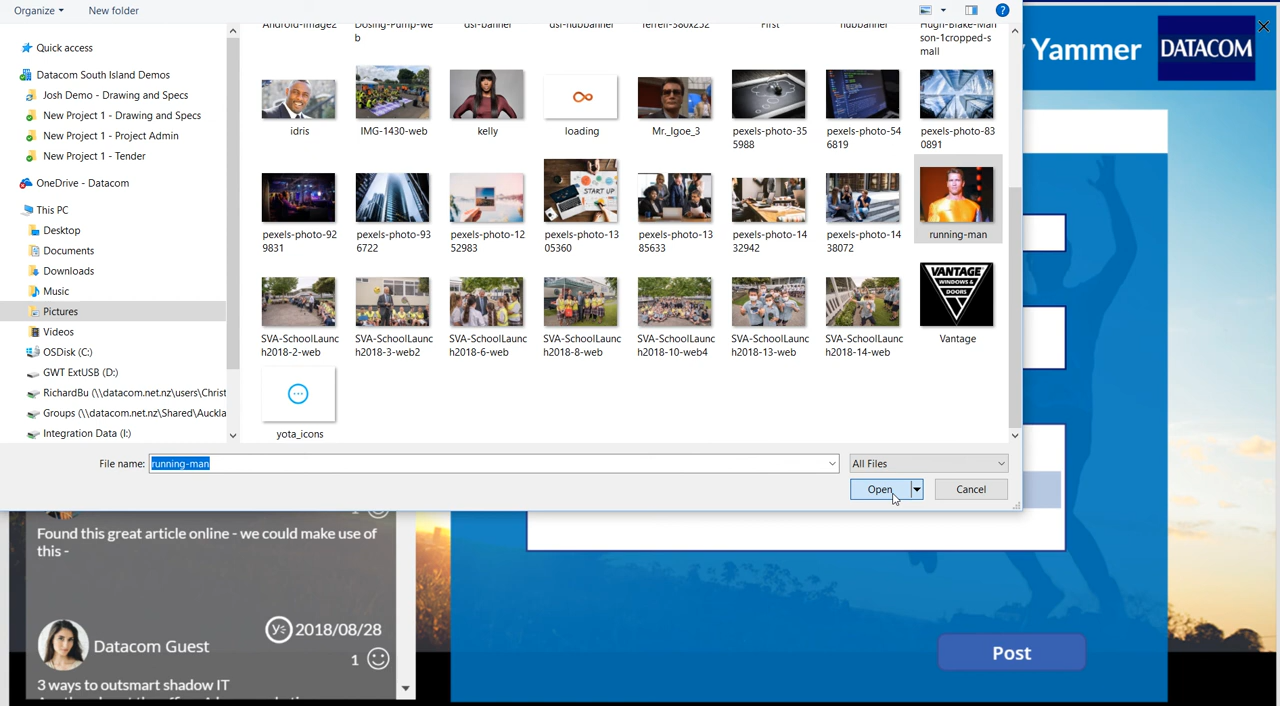 Organize
New folder
?
Quick access
Datacom South Island Demos
Josh Demo - Drawing and Specs
New Project 1 - Drawing and Specs
New Project 1 - Project Admin
New Project 1 - Tender
OneDrive - Datacom
This PC
Desktop
Documents
Downloads
Music
Pictures
Videos
OSDisk (C:)
GWT ExtUSB (D:)
RichardBu (\\datacom.net.nz\users\Christ
Groups (\\datacom.net.nz\Shared\Auckla
Integration Data (I:)
Android-Image2
Dosing-Pump-we
b
dsi-banner
dsi-hubbanner
First
hubbanner
Hugh-Blake-Man
son-1cropped-s
mall
idris
IMG-1430-web
kelly
loading
Mr._Igoe_3
pexels-photo-35
5988
pexels-photo-54
6819
pexels-photo-83
0891
pexels-photo-92
9831
pexels-photo-93
6722
pexels-photo-12
52983
START UP
pexels-photo-13
05360
pexels-photo-13
85633
pexels-photo-14
32942
pexels-photo-14
38072
running-man
SVA-SchoolLaunc
h2018-2-web
SVA-SchoolLaunc
h2018-3-web2
SVA-SchoolLaunc
h2018-6-web
SVA-SchoolLaunc
h2018-8-web
SVA-SchoolLaunc
h2018-10-web4
SVA-SchoolLaunc
h2018-13-web
SVA-SchoolLaunc
h2018-14-web
VANTAGE
WINDOWS &
DOORS
Vantage
yota_icons
File name: running-man
All Files
Open
Cancel
Yammer
DATACOM
Found this great article online - we could make use of
this -
Datacom Guest
2018/08/28
1
3 ways to outsmart shadow IT
Post